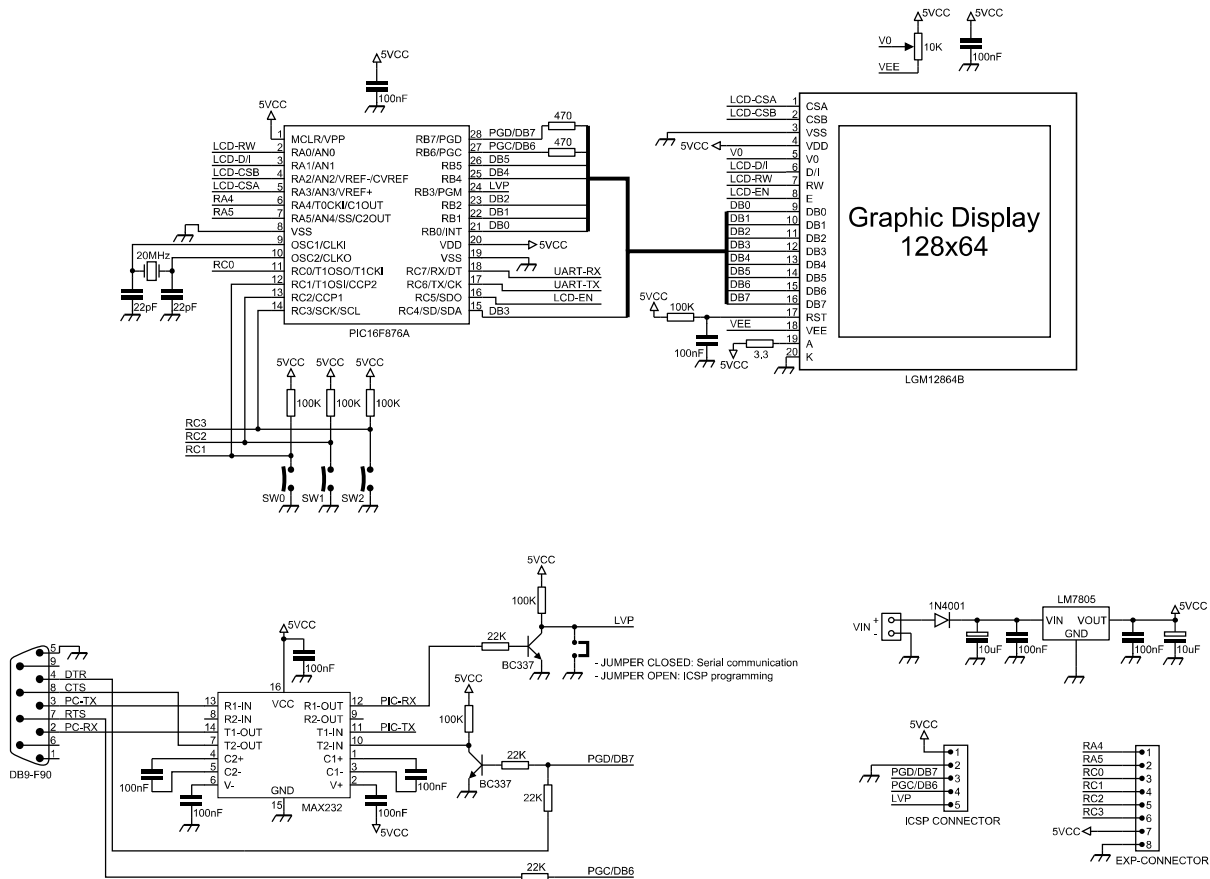 5VCC
100nF
5VCC
V0
10K
VEE
5VCC
100nF
5VCC
1 MCLR/VPP
LCD-RW 2 RA0/AN0
LCD-D/I 3 RA1/AN1
LCD-CSB 4 RA2/AN2/VREF-/CVREF
LCD-CSA 5 RA3/AN3/VREF+
RA4 6 RA4/T0CKI/C1OUT
RA5 7 RA5/AN4/SS/C2OUT
8 VSS
9 OSC1/CLKI
10 OSC2/CLKO
RC0 11 RC0/T1OSO/T1CKI
12 RC1/T1OSI/CCP2
13 RC2/CCP1
14 RC3/SCK/SCL
20MHz
22pF
22pF
RB7/PGD 28 PGD/DB7 470
RB6/PGC 27 PGC/DB6 470
RB5 26 DB5
RB4 25 DB4
RB3/PGM 24 LVP
RB2 23 DB2
RB1 22 DB1
RB0/INT 21 DB0
VDD 20 5VCC
VSS 19
RC7/RX/DT 18 UART-RX
RC6/TX/CK 17 UART-TX
RC5/SDO 16 LCD-EN
RC4/SD/SDA 15 DB3
PIC16F876A
LCD-CSA 1 CSA
LCD-CSB 2 CSB
3 VSS
5VCC 4 VDD
V0 5 V0
LCD-D/I 6 D/I
LCD-RW 7 RW
LCD-EN 8 E
DB0 9 DB0
DB1 10 DB1
DB2 11 DB2
DB3 12 DB3
DB4 13 DB4
DB5 14 DB5
DB6 15 DB6
DB7 16 DB7
17 RST
VEE 18 VEE
19 A
20 K
5VCC
100K
100nF
5VCC
3,3
Graphic Display
128x64
LGM12864B
5VCC 5VCC 5VCC
100K 100K 100K
RC3
RC2
RC1
SW0 SW1 SW2
5VCC
100K
LVP
22K
BC337
- JUMPER CLOSED: Serial communication
- JUMPER OPEN: ICSP programming
5VCC
100nF
5
9
4 DTR
8 CTS
3 PC-TX
7 RTS
2 PC-RX
6
1
DB9-F90
16
VCC
13 R1-IN
8 R2-IN
14 T1-OUT
7 T2-OUT
4 C2+
5 C2-
6 V-
R1-OUT 12 PIC-RX
R2-OUT 9
T1-IN 11 PIC-TX
T2-IN 10
C1+ 1
C1- 3
V+ 2
GND
15
MAX232
100nF
100nF
100nF
100nF
5VCC
5VCC
100K
BC337
22K
PGD/DB7
22K
22K
PGC/DB6
VIN + -
1N4001
10uF
100nF
LM7805
VIN VOUT
GND
5VCC
100nF
10uF
5VCC
1
2
PGD/DB7 3
PGC/DB6 4
LVP 5
ICSP CONNECTOR
RA4 1
RA5 2
RC0 3
RC1 4
RC2 5
RC3 6
5VCC 7
8
EXP-CONNECTOR